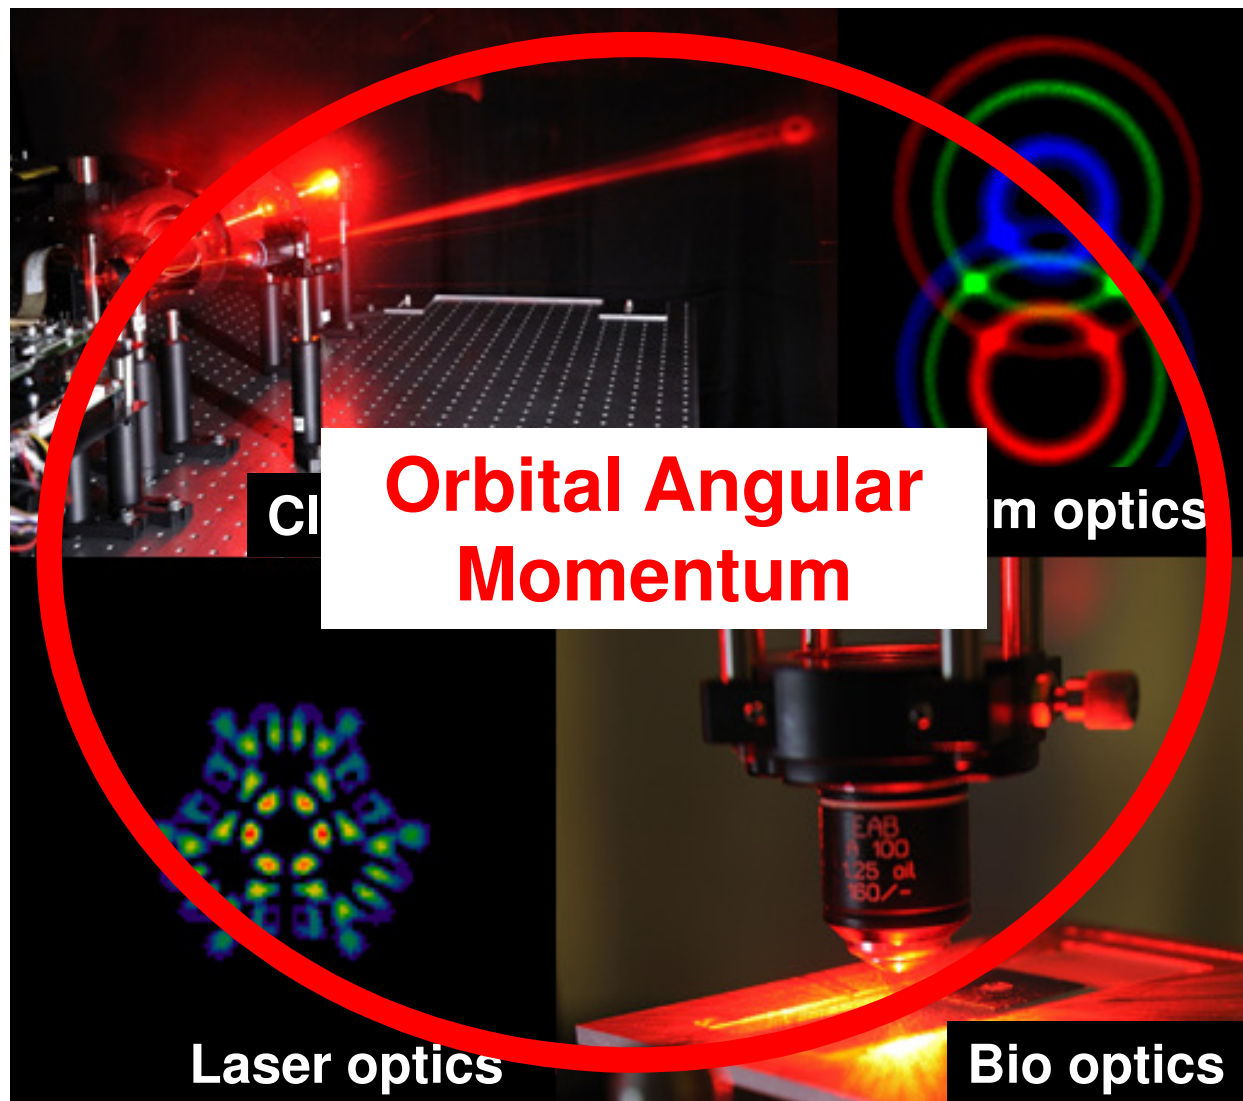 Orbital Angular
Momentum
Cl
m optics
EAB
A 100
1.25 oil
160/-
Laser optics
Bio optics